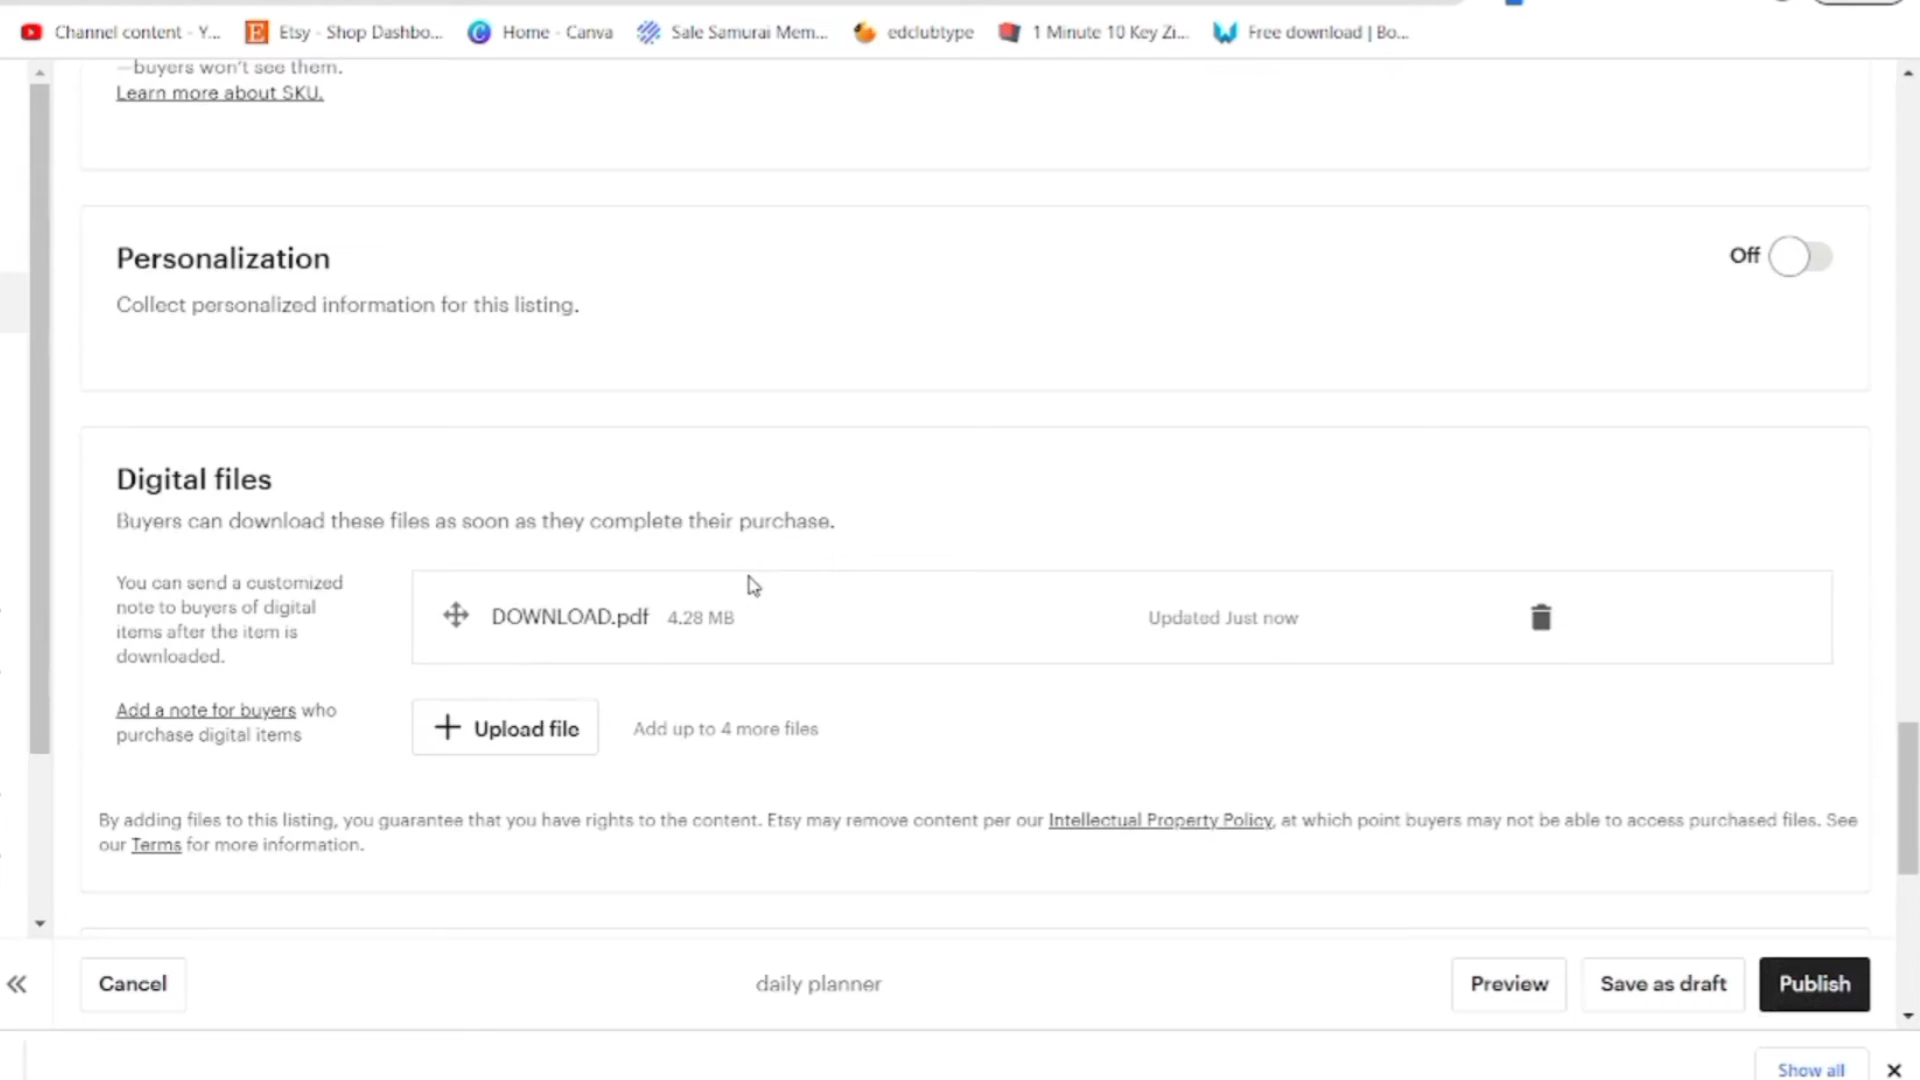 Channel content - Y... Etsy - Shop Dashbo... Home - Canva Sale Samurai Mem... edclubtype 1 Minute 10 Key Zi... Free download | Bo...
—buyers won't see them.
Learn more about SKU.
Personalization
Off
Collect personalized information for this listing.
Digital files
Buyers can download these files as soon as they complete their purchase.
You can send a customized
note to buyers of digital
items after the item is
downloaded.
DOWNLOAD.pdf 4.28 MB Updated Just now
Add a note for buyers who
purchase digital items
Upload file Add up to 4 more files
By adding files to this listing, you guarantee that you have rights to the content. Etsy may remove content per our Intellectual Property Policy, at which point buyers may not be able to access purchased files. See
our Terms for more information.
Cancel daily planner Preview Save as draft Publish
Show all